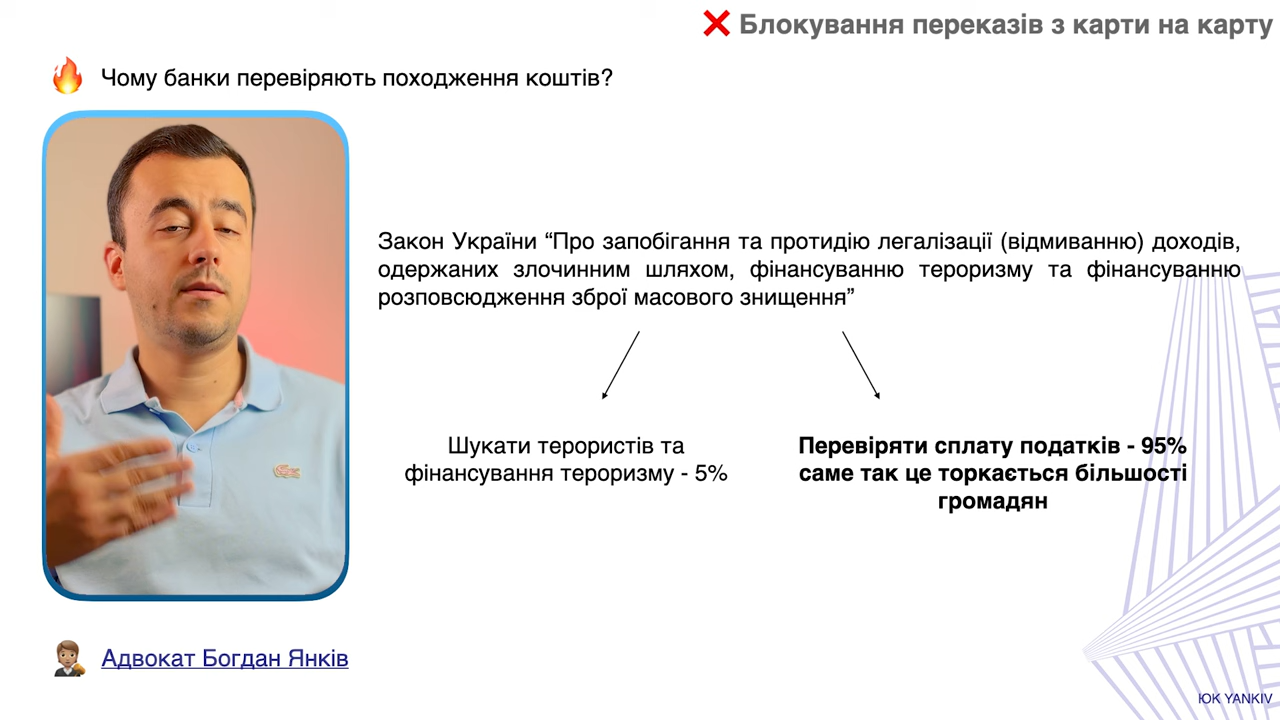 ❌ Блокування переказів з карти на карту
🔥 Чому банки перевіряють походження коштів?
Закон України “Про запобігання та протидію легалізації (відмиванню) доходів,
одержаних злочинним шляхом, фінансуванню тероризму та фінансуванню
розповсюдження зброї масового знищення”
Шукати терористів та
фінансування тероризму - 5%
Перевіряти сплату податків - 95%
саме так це торкається більшості
громадян
Адвокат Богдан Янків
ЮК YANKIV